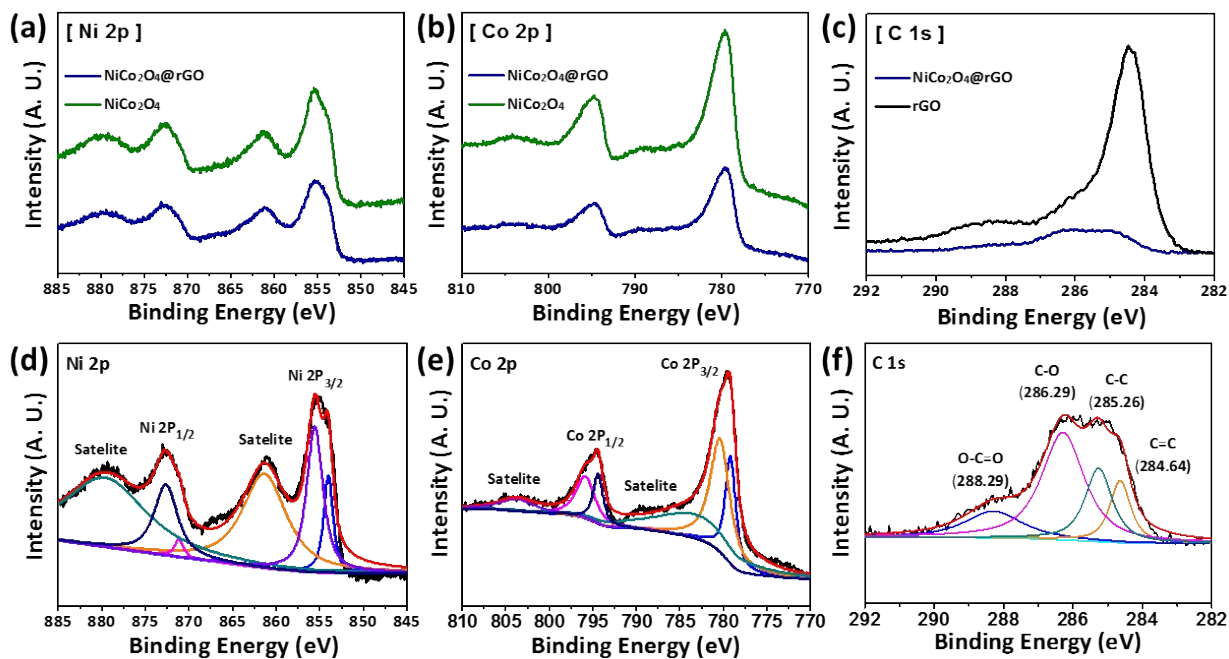 (a)
[ Ni 2p ]
NiCo₂O₄@rGO
NiCo₂O₄
Intensity (A. U.)
885 880 875 870 865 860 855 850 845
Binding Energy (eV)
(b)
[ Co 2p ]
NiCo₂O₄@rGO
NiCo₂O₄
Intensity (A. U.)
810 800 790 780 770
Binding Energy (eV)
(c)
[ C 1s ]
NiCo₂O₄@rGO
rGO
Intensity (A. U.)
292 290 288 286 284 282
Binding Energy (eV)
(d)
Ni 2p
Satelite
Ni 2P₁/₂
Satelite
Ni 2P₃/₂
Intensity (A. U.)
885 880 875 870 865 860 855 850 845
Binding Energy (eV)
(e)
Co 2p
Satelite
Co 2P₁/₂
Satelite
Co 2P₃/₂
Intensity (A. U.)
810 805 800 795 790 785 780 775 770
Binding Energy (eV)
(f)
C 1s
O-C=O
(288.29)
C-O
(286.29)
C-C
(285.26)
C=C
(284.64)
Intensity (A. U.)
292 290 288 286 284 282
Binding Energy (eV)